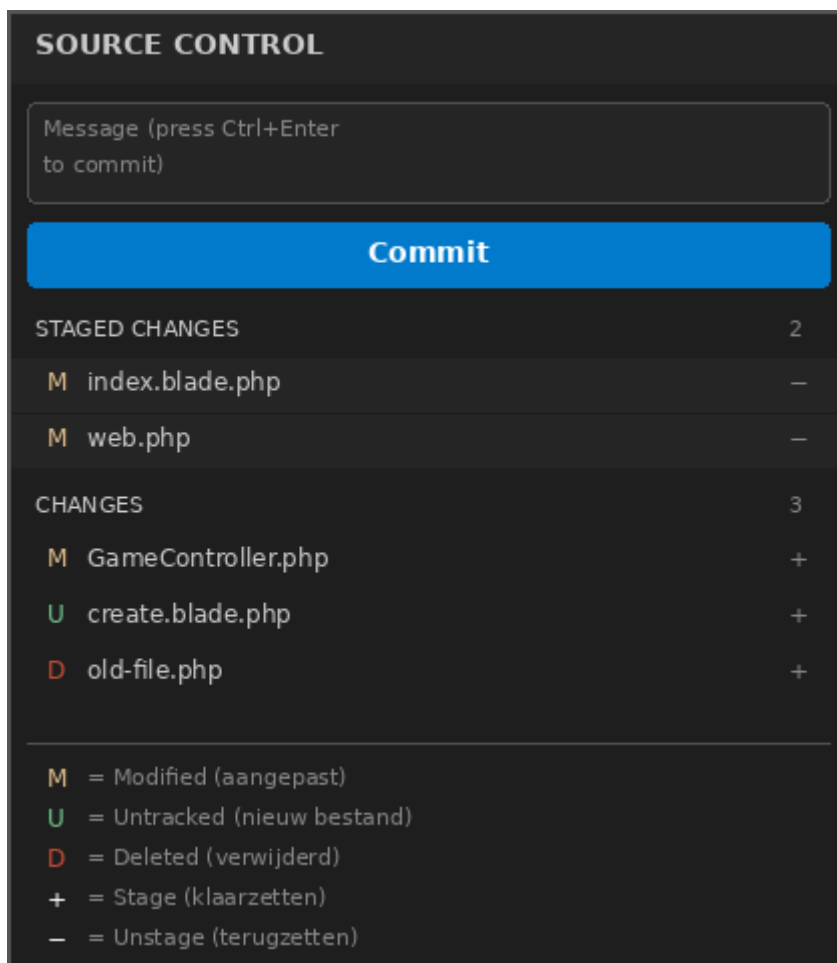 SOURCE CONTROL
Message (press Ctrl+Enter
to commit)
Commit
STAGED CHANGES 2
M index.blade.php −
M web.php −
CHANGES 3
M GameController.php +
U create.blade.php +
D old-file.php +
M = Modified (aangepast)
U = Untracked (nieuw bestand)
D = Deleted (verwijderd)
+ = Stage (klaarzetten)
− = Unstage (terugzetten)